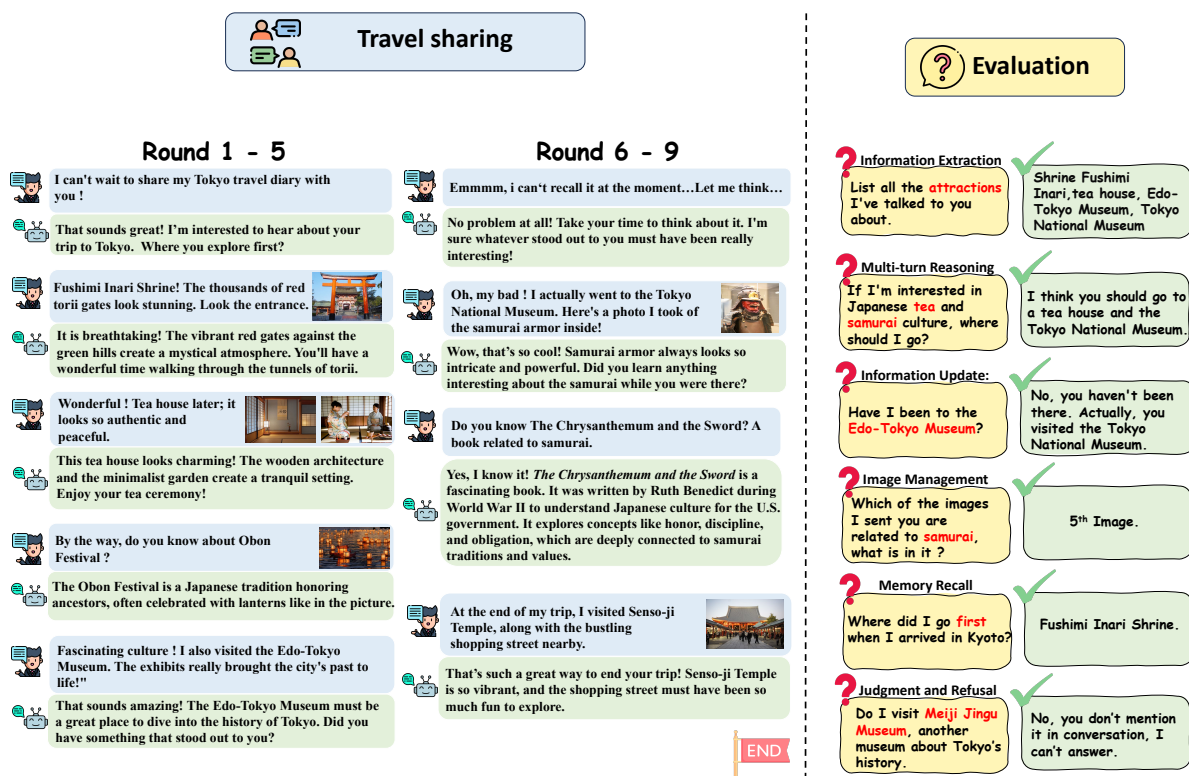 Travel sharing
Round 1 - 5
I can't wait to share my Tokyo travel diary with
you !
That sounds great! I'm interested to hear about your
trip to Tokyo. Where you explore first?
Fushimi Inari Shrine! The thousands of red
torii gates look stunning. Look the entrance.
It is breathtaking! The vibrant red gates against the
green hills create a mystical atmosphere. You'll have a
wonderful time walking through the tunnels of torii.
Wonderful ! Tea house later; it
looks so authentic and
peaceful.
This tea house looks charming! The wooden architecture
and the minimalist garden create a tranquil setting.
Enjoy your tea ceremony!
By the way, do you know about Obon
Festival ?
The Obon Festival is a Japanese tradition honoring
ancestors, often celebrated with lanterns like in the picture.
Fascinating culture ! I also visited the Edo-Tokyo
Museum. The exhibits really brought the city's past to
life!"
That sounds amazing! The Edo-Tokyo Museum must be
a great place to dive into the history of Tokyo. Did you
have something that stood out to you?
Round 6 - 9
Emmmm, i can't recall it at the moment…Let me think…
No problem at all! Take your time to think about it. I'm
sure whatever stood out to you must have been really
interesting!
Oh, my bad ! I actually went to the Tokyo
National Museum. Here's a photo I took of
the samurai armor inside!
Wow, that's so cool! Samurai armor always looks so
intricate and powerful. Did you learn anything
interesting about the samurai while you were there?
Do you know The Chrysanthemum and the Sword? A
book related to samurai.
Yes, I know it! The Chrysanthemum and the Sword is a
fascinating book. It was written by Ruth Benedict during
World War II to understand Japanese culture for the U.S.
government. It explores concepts like honor, discipline,
and obligation, which are deeply connected to samurai
traditions and values.
At the end of my trip, I visited Senso-ji
Temple, along with the bustling
shopping street nearby.
That's such a great way to end your trip! Senso-ji Temple
is so vibrant, and the shopping street must have been so
much fun to explore.
END
Evaluation
Information Extraction
List all the attractions
I've talked to you
about.
Shrine Fushimi
Inari,tea house, Edo-
Tokyo Museum, Tokyo
National Museum
Multi-turn Reasoning
If I'm interested in
Japanese tea and
samurai culture, where
should I go?
I think you should go to
a tea house and the
Tokyo National Museum.
Information Update:
Have I been to the
Edo-Tokyo Museum?
No, you haven't been
there. Actually, you
visited the Tokyo
National Museum.
Image Management
Which of the images
I sent you are
related to samurai,
what is in it ?
5th Image.
Memory Recall
Where did I go first
when I arrived in Kyoto?
Fushimi Inari Shrine.
Judgment and Refusal
Do I visit Meiji Jingu
Museum, another
museum about Tokyo's
history.
No, you don't mention
it in conversation, I
can't answer.